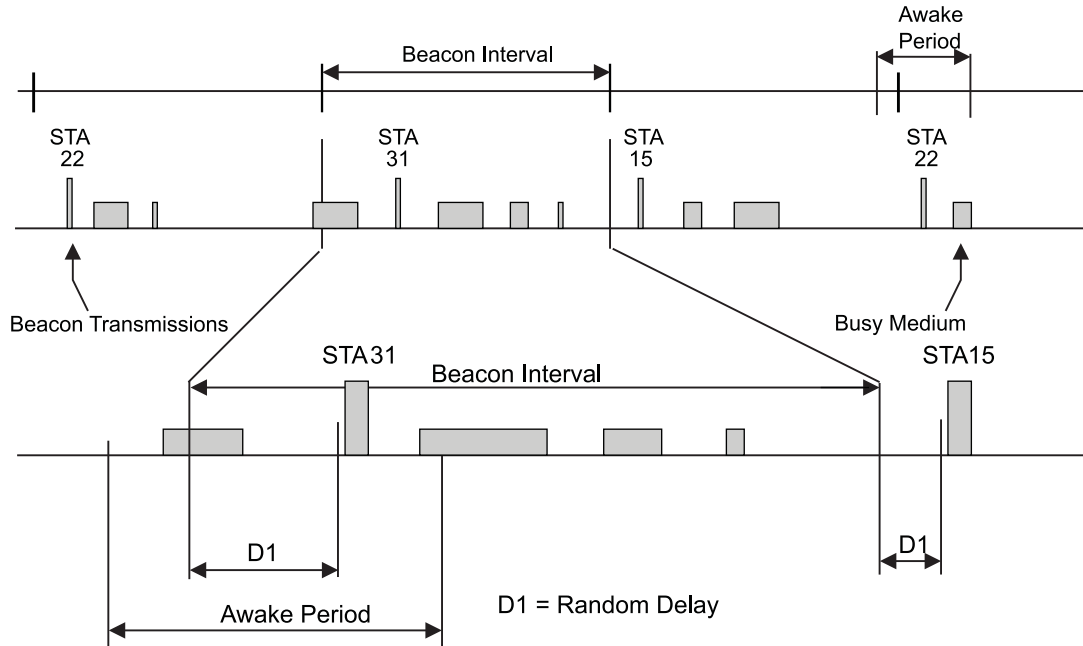 Awake
Period
Beacon Interval
STA
22
STA
31
STA
15
STA
22
Beacon Transmissions
Busy Medium
STA31
STA15
Beacon Interval
D1
D1
Awake Period
D1 = Random Delay